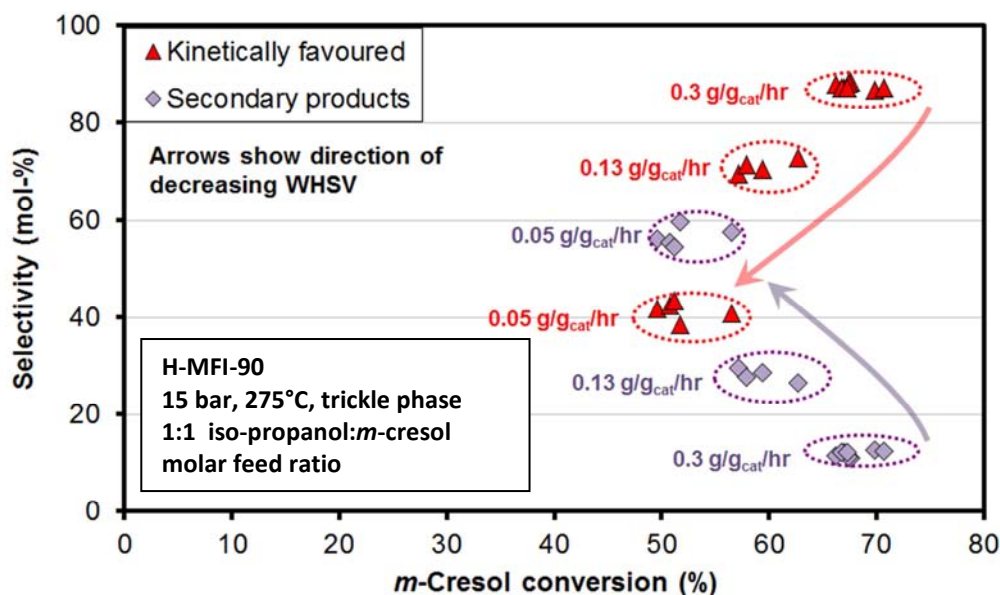 100
80
60
40
20
0
Selectivity (mol-%)
Kinetically favoured
Secondary products
Arrows show direction of
decreasing WHSV
0.3 g/gcat/hr
0.13 g/gcat/hr
0.05 g/gcat/hr
0.05 g/gcat/hr
0.13 g/gcat/hr
0.3 g/gcat/hr
H-MFI-90
15 bar, 275°C, trickle phase
1:1 iso-propanol:m-cresol
molar feed ratio
0 10 20 30 40 50 60 70 80
m-Cresol conversion (%)